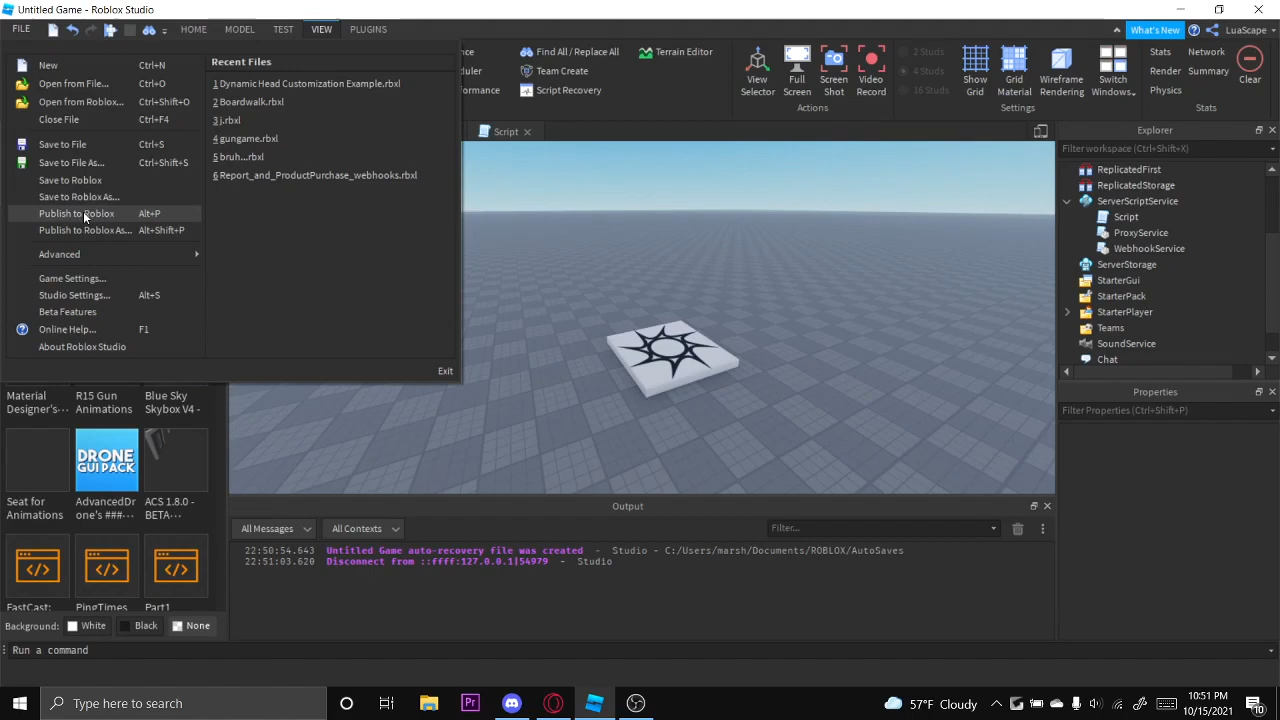 Untitled Game - Roblox Studio
FILE HOME MODEL TEST VIEW PLUGINS What's New LuaScape
New Ctrl+N
Open from File... Ctrl+O
Open from Roblox... Ctrl+Shift+O
Close File Ctrl+F4
Save to File Ctrl+S
Save to File As... Ctrl+Shift+S
Save to Roblox
Save to Roblox As...
Publish to Roblox Alt+P
Publish to Roblox As... Alt+Shift+P
Advanced
Game Settings...
Studio Settings... Alt+S
Beta Features
Online Help... F1
About Roblox Studio
Recent Files
1 Dynamic Head Customization Example.rbxl
2 Boardwalk.rbxl
3 j.rbxl
4 gungame.rbxl
5 bruh...rbxl
6 Report_and_ProductPurchase_webhooks.rbxl
Exit
Find All / Replace All
Team Create
Script Recovery
Terrain Editor
View Selector
Full Screen
Screen Shot
Video Record
Actions
2 Studs
4 Studs
16 Studs
Show Grid
Grid Material
Wireframe Rendering
Switch Windows
Settings
Stats Network
Render Summary
Physics
Clear
Stats
Script
Explorer
Filter workspace (Ctrl+Shift+X)
ReplicatedFirst
ReplicatedStorage
ServerScriptService
Script
ProxyService
WebhookService
ServerStorage
StarterGui
StarterPack
StarterPlayer
Teams
SoundService
Chat
Properties
Filter Properties (Ctrl+Shift+P)
Material Designer's···
R15 Gun Animations
Blue Sky Skybox V4 -
DRONE
GUI PACK
Seat for Animations
AdvancedDr one's ###···
ACS 1.8.0 - BETA···
FastCast:
PingTimes
Part1
Background: White Black None
Output
All Messages All Contexts Filter...
22:50:54.643 Untitled Game auto-recovery file was created - Studio - C:/Users/marsh/Documents/ROBLOX/AutoSaves
22:51:03.620 Disconnect from ::ffff:127.0.0.1|54979 - Studio
Run a command
Type here to search
Pr
57°F Cloudy
10:51 PM
10/15/2021
10